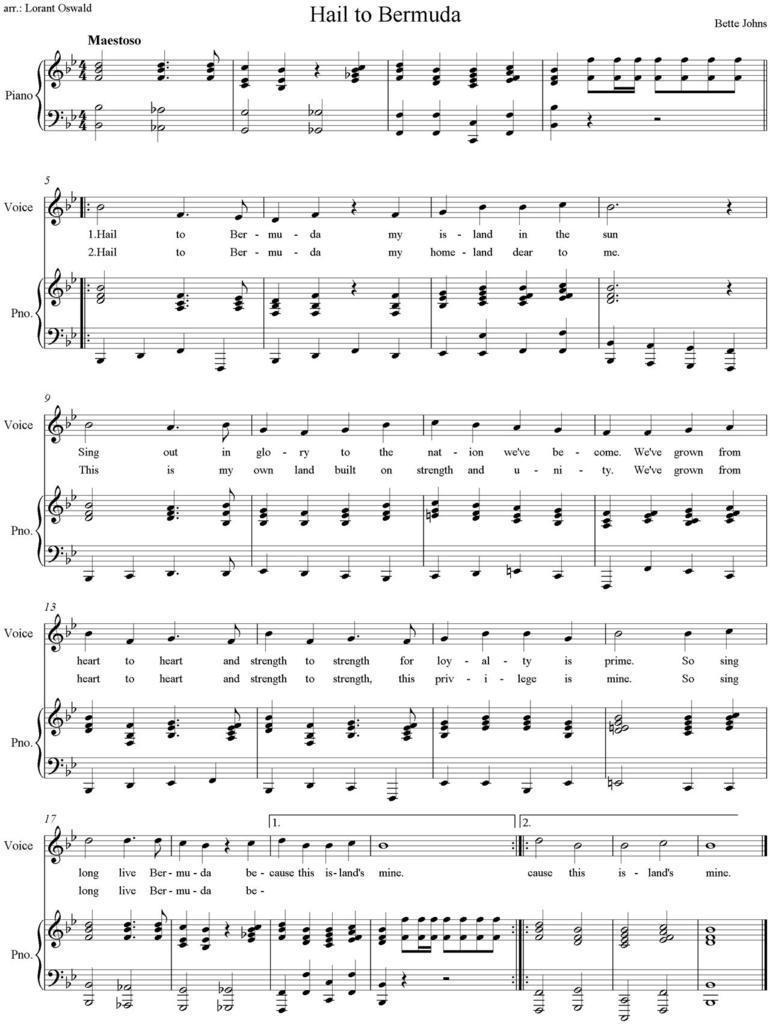 arr.: Lorant Oswald
Hail to Bermuda
Bette Johns
Maestoso
Piano
5
Voice
1.Hail to Ber - mu - da my is - land in the sun
2.Hail to Ber - mu - da my home - land dear to me.
Pno.
9
Voice
Sing out in glo - ry to the nat - ion we've be - come. We've grown from
This is my own land built on strength and u - ni - ty. We've grown from
Pno.
13
Voice
heart to heart and strength to strength for loy - al - ty is prime. So sing
heart to heart and strength to strength, this priv - i - lege is mine. So sing
Pno.
17
1.
2.
Voice
long live Ber - mu - da be - cause this is - land's mine. cause this is - land's mine.
long live Ber - mu - da be -
Pno.